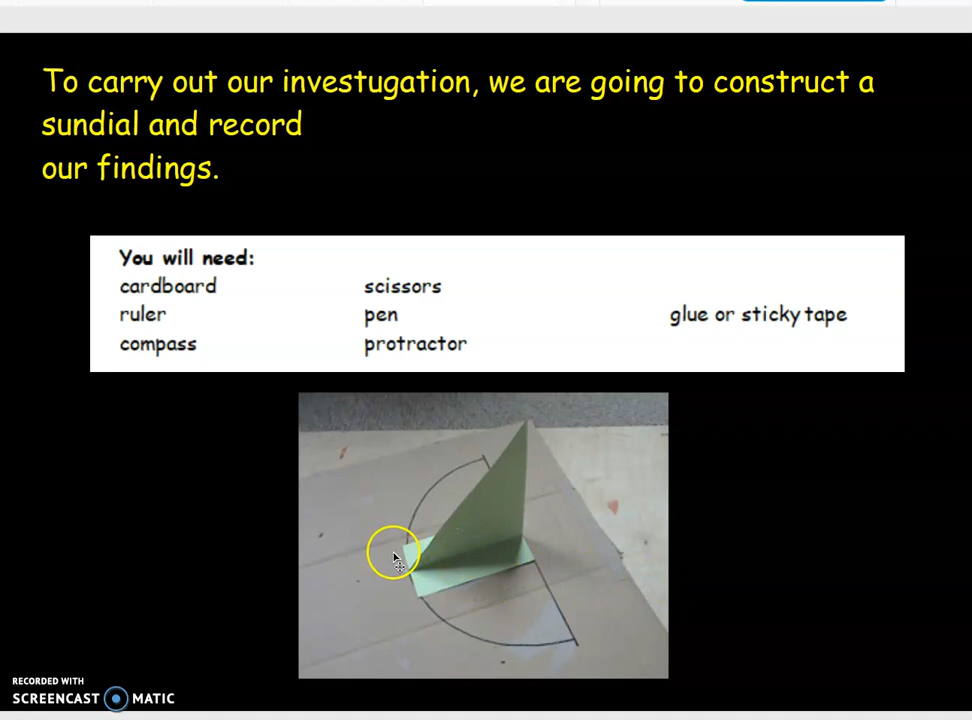 To carry out our investugation, we are going to construct a
sundial and record
our findings.
You will need:
cardboard scissors
ruler pen glue or sticky tape
compass protractor
RECORDED WITH
SCREENCAST MATIC